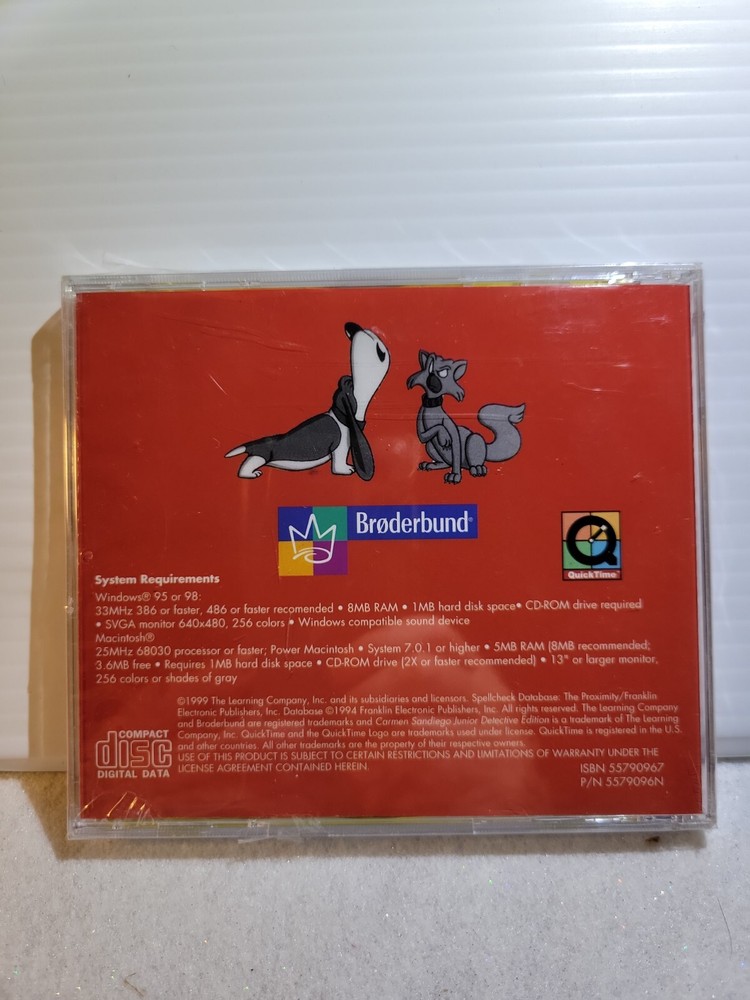 Brøderbund®
QuickTime™
System Requirements
Windows® 95 or 98:
33MHz 386 or faster, 486 or faster recomended • 8MB RAM • 1MB hard disk space• CD-ROM drive required
• SVGA monitor 640x480, 256 colors • Windows compatible sound device
Macintosh®
25MHz 68030 processor or faster; Power Macintosh • System 7.0.1 or higher • 5MB RAM (8MB recommended;
3.6MB free • Requires 1MB hard disk space • CD-ROM drive (2X or faster recommended) • 13" or larger monitor,
256 colors or shades of gray
©1999 The Learning Company, Inc. and its subsidiaries and licensors. Spellcheck Database: The Proximity/Franklin
Electronic Publishers, Inc. Database ©1994 Franklin Electronic Publishers, Inc. All rights reserved. The Learning Company
and Brøderbund are registered trademarks and Carmen Sandiego Junior Detective Edition is a trademark of The Learning
Company, Inc. QuickTime and the QuickTime Logo are trademarks used under license. QuickTime is registered in the U.S.
and other countries. All other trademarks are the property of their respective owners.
USE OF THIS PRODUCT IS SUBJECT TO CERTAIN RESTRICTIONS AND LIMITATIONS OF WARRANTY UNDER THE
LICENSE AGREEMENT CONTAINED HEREIN.
COMPACT
disc
DIGITAL DATA
ISBN 55790967
P/N 5579096N